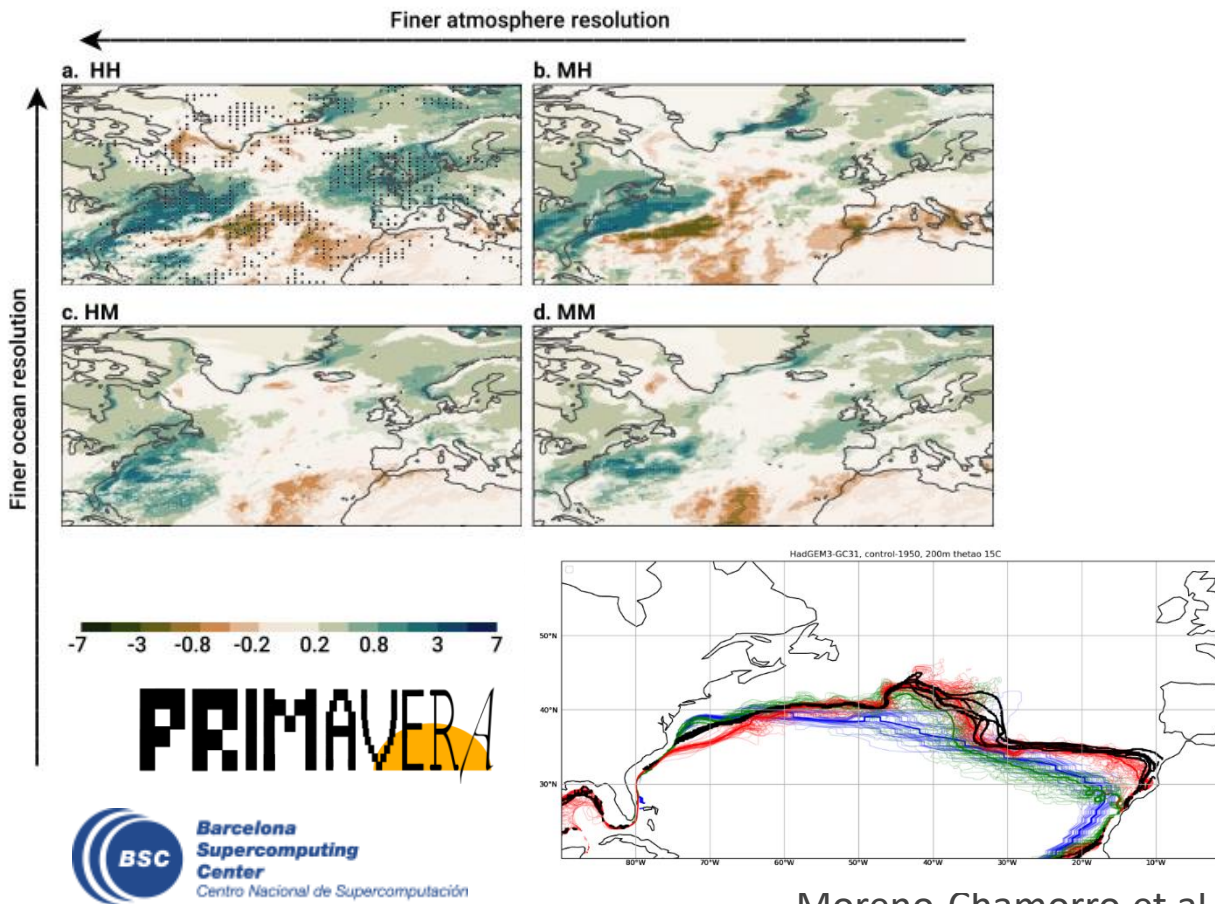 Finer atmosphere resolution
a. HH
b. MH
c. HM
d. MM
Finer ocean resolution
-7 -3 -0.8 -0.2 0.2 0.8 3 7
HadGEM3-GC31, control-1950, 200m thetao 15C
50°N
40°N
30°N
80°W 70°W 60°W 50°W 40°W 30°W 20°W 10°W
PRIMAVERA
BSC
Barcelona
Supercomputing
Center
Centro Nacional de Supercomputación
Moreno-Chamorro et al